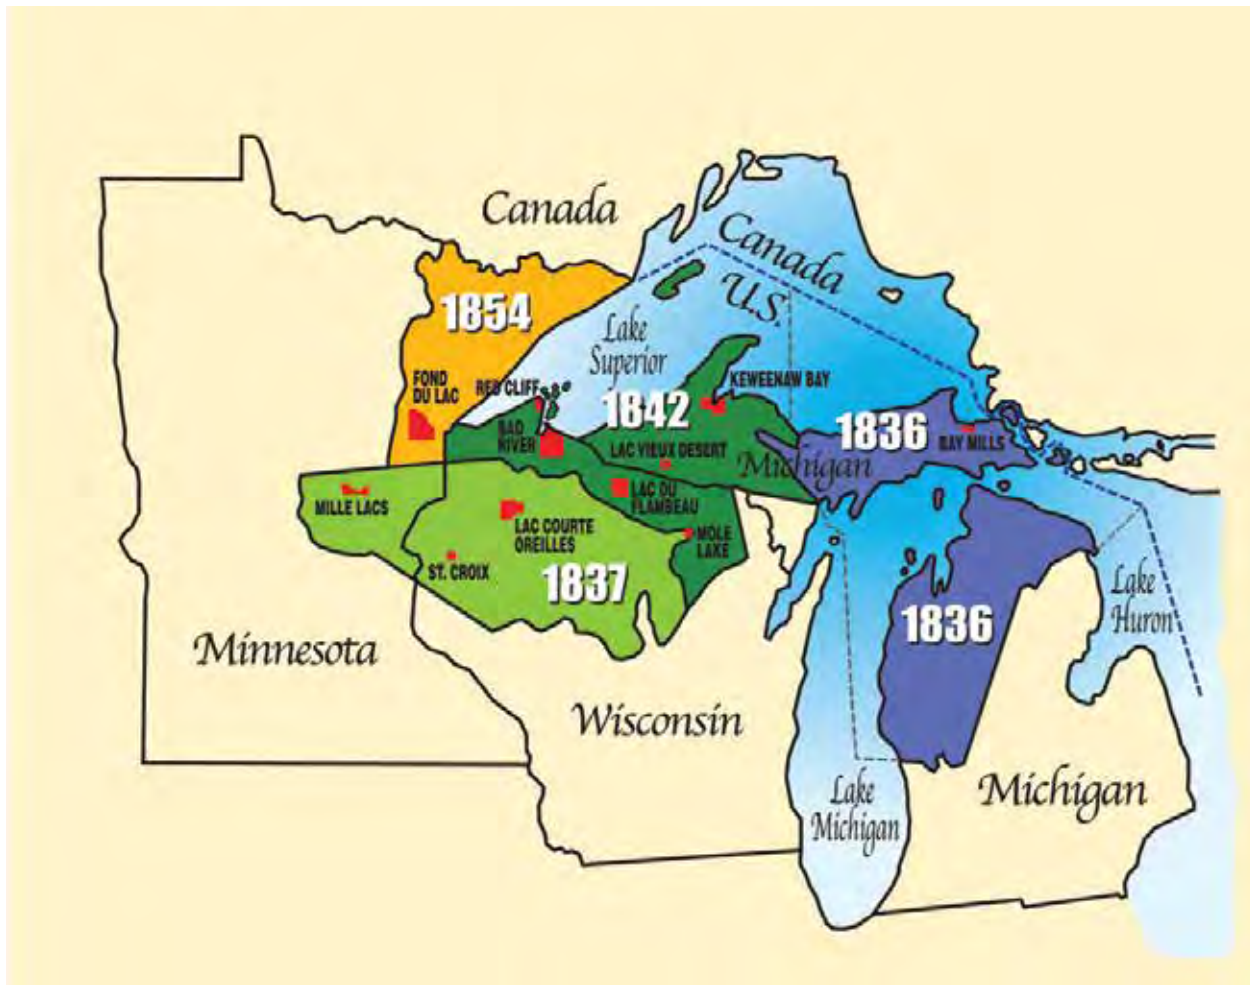 Canada
Canada
U.S.
1854
Lake
Superior
FOND
DU LAC
RED CLIFF
KEWEENAW BAY
1842
BAD
RIVER
LAC VIEUX DESERT
1836
BAY MILLS
Michigan
MILLE LACS
LAC DU
FLAMBEAU
LAC COURTE
OREILLES
MOLE
LAKE
ST. CROIX
1837
Lake
Huron
1836
Minnesota
Wisconsin
Michigan
Lake
Michigan